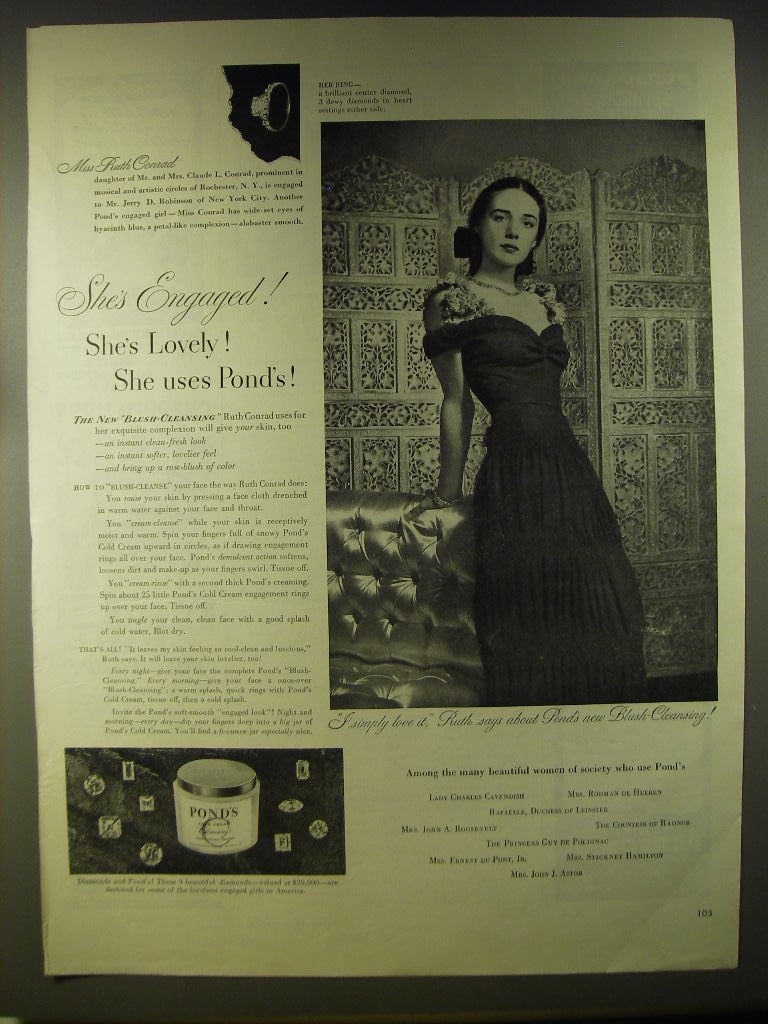 HER RING—
a brilliant center diamond,
3 dewy diamonds in heart
settings either side.
Miss Ruth Conrad
daughter of Mr. and Mrs. Claude L. Conrad, prominent in
musical and artistic circles of Rochester, N. Y., is engaged
to Mr. Jerry D. Robinson of New York City. Another
Pond's engaged girl—Miss Conrad has wide-set eyes of
hyacinth blue, a petal-like complexion—alabaster smooth.
She's Engaged!
She's Lovely!
She uses Pond's!
THE NEW "BLUSH-CLEANSING" Ruth Conrad uses for
her exquisite complexion will give your skin, too
—an instant clean-fresh look
—an instant softer, lovelier feel
—and bring up a rose-blush of color
HOW TO "BLUSH-CLEANSE" your face the way Ruth Conrad does:
You rouse your skin by pressing a face cloth drenched
in warm water against your face and throat.
You "cream-cleanse" while your skin is receptively
moist and warm. Spin your fingers full of snowy Pond's
Cold Cream upward in circles, as if drawing engagement
rings all over your face. Pond's demulcent action softens,
loosens dirt and make-up as your fingers swirl. Tissue off.
You "cream-rinse" with a second thick Pond's creaming.
Spin about 25 little Pond's Cold Cream engagement rings
up over your face. Tissue off.
You tingle your clean, clean face with a good splash
of cold water. Blot dry.
THAT'S ALL! "It leaves my skin feeling so cool-clean and luscious,"
Ruth says. It will leave your skin lovelier, too!
Every night—give your face the complete Pond's "Blush-
Cleansing." Every morning—give your face a once-over
"Blush-Cleansing": a warm splash, quick rings with Pond's
Cold Cream, tissue off, then a cold splash.
Invite the Pond's soft-smooth "engaged look"! Night and
morning—every day—dip your fingers deep into a big jar of
Pond's Cold Cream. You'll find a 6-ounce jar especially nice.
"I simply love it," Ruth says about Pond's new Blush-Cleansing!
POND'S
COLD CREAM
Diamonds and Pond's! These 9 beautiful diamonds—valued at $20,000—are
destined for some of the loveliest engaged girls in America.
Among the many beautiful women of society who use Pond's
LADY CHARLES CAVENDISH MRS. RODMAN DE HEEREN
RAFAELLE, DUCHESS OF LEINSTER
MRS. JOHN A. ROOSEVELT THE COUNTESS OF RADNOR
THE PRINCESS GUY DE POLIGNAC
MRS. ERNEST DU PONT, JR. MRS. STICKNEY HAMILTON
MRS. JOHN J. ASTOR
105